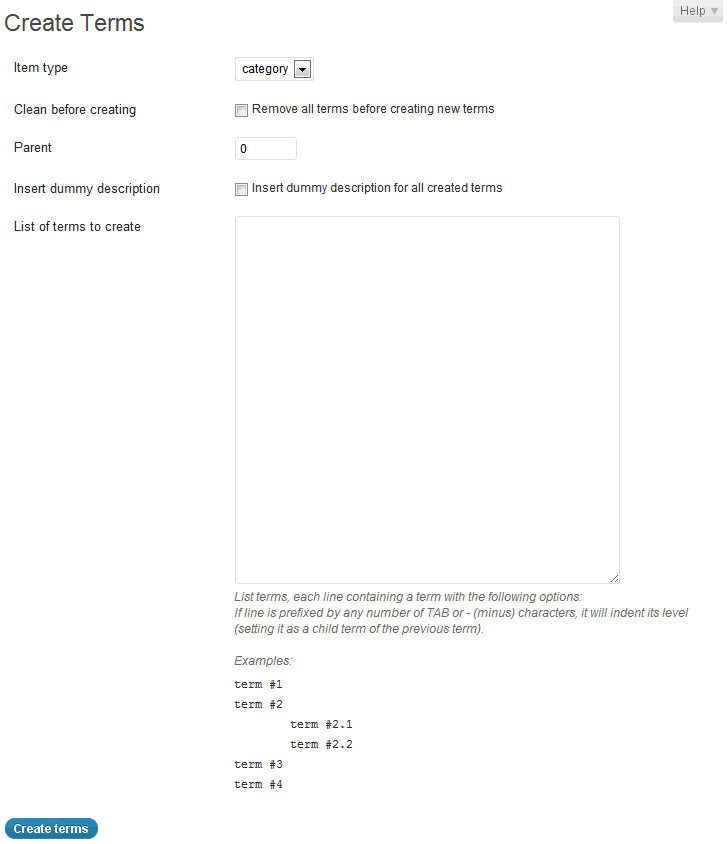 Help
Create Terms
Item type
category
Clean before creating
Remove all terms before creating new terms
Parent
0
Insert dummy description
Insert dummy description for all created terms
List of terms to create
List terms, each line containing a term with the following options:
If line is prefixed by any number of TAB or - (minus) characters, it will indent its level
(setting it as a child term of the previous term).
Examples:
term #1
term #2
term #2.1
term #2.2
term #3
term #4
Create terms